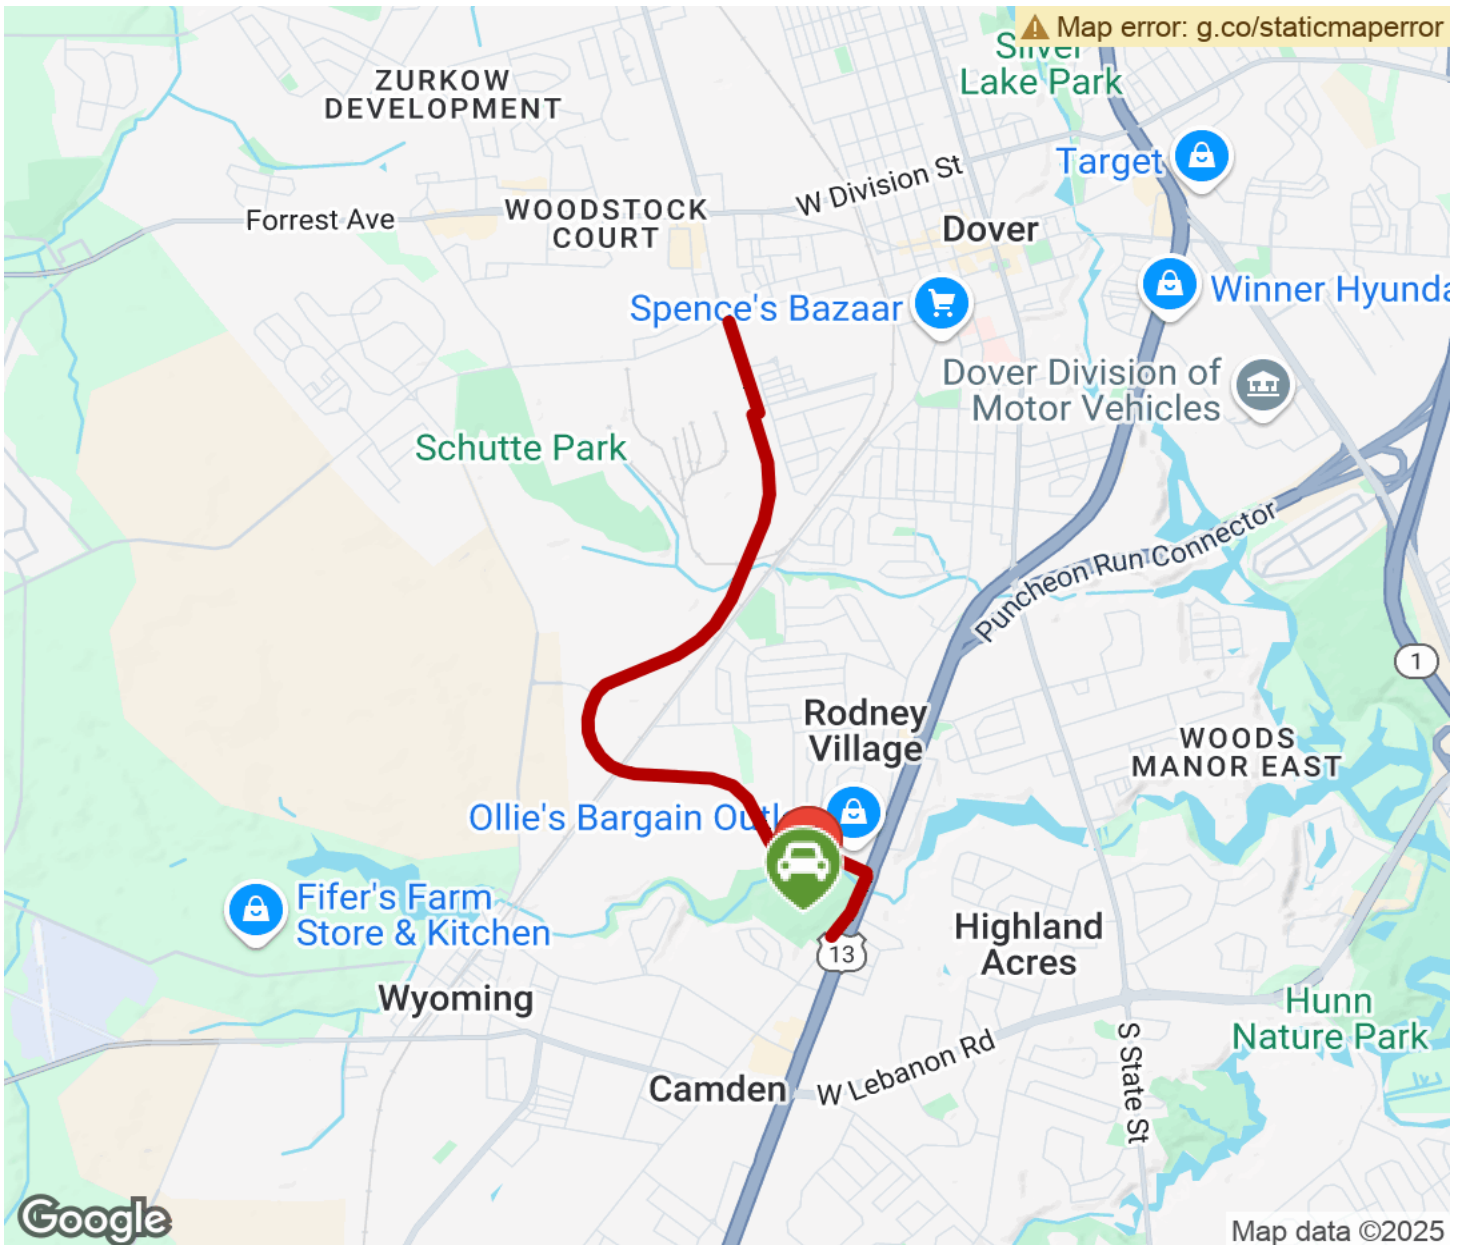 Map error: g.co/staticmaperror
Silver
Lake Park
ZURKOW
DEVELOPMENT
Target
W Division St
WOODSTOCK
COURT
Forrest Ave
Dover
Spence's Bazaar
Winner Hyunda
Dover Division of
Motor Vehicles
Schutte Park
Puncheon Run Connector
1
Rodney
Village
WOODS
MANOR EAST
Ollie's Bargain Outl
Fifer's Farm
Store & Kitchen
Highland
Acres
13
Wyoming
Hunn
Nature Park
S State St
W Lebanon Rd
Camden
Google
Map data ©2025